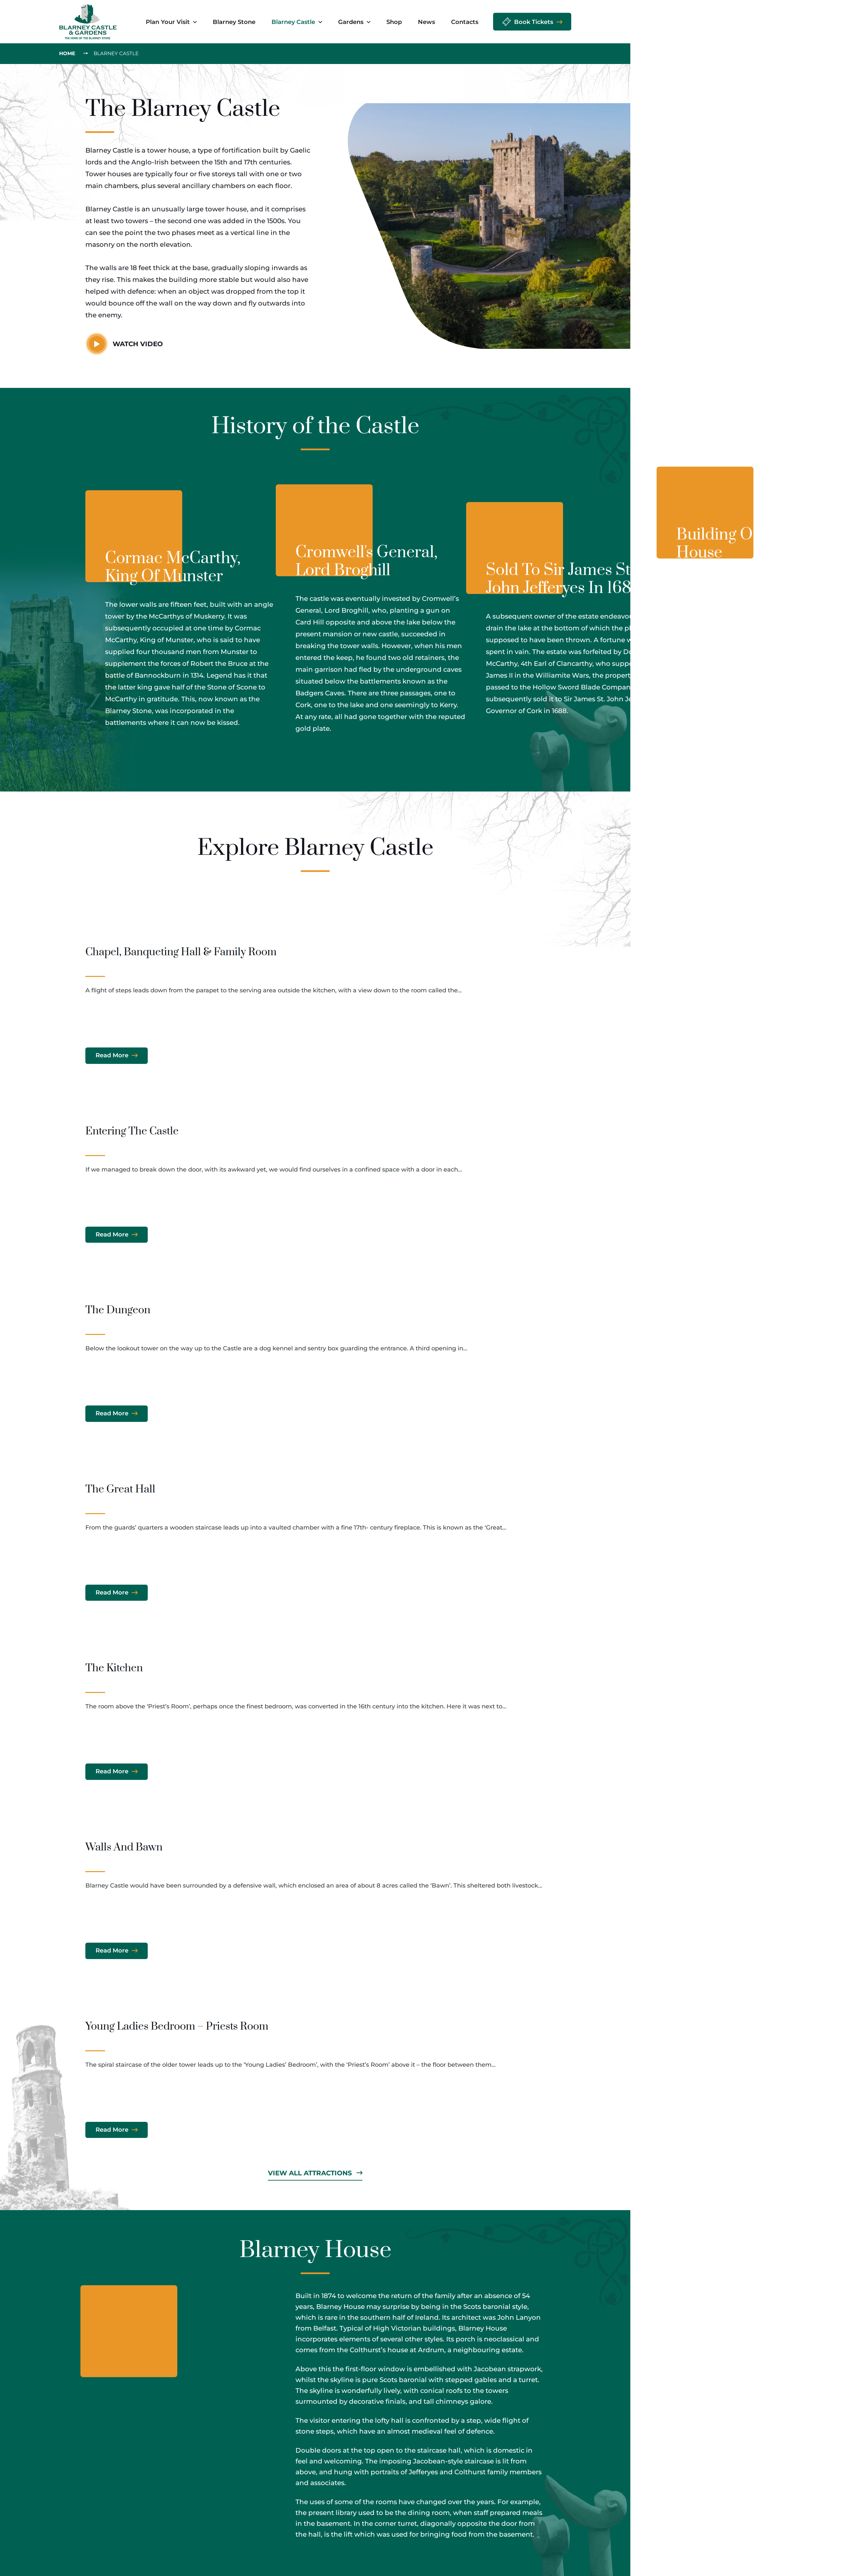 BLARNEY CASTLE
& GARDENS
THE HOME OF THE BLARNEY STONE
Plan Your Visit
Blarney Stone
Blarney Castle
Gardens
Shop
News
Contacts
Book Tickets
HOME
BLARNEY CASTLE
The Blarney Castle
Blarney Castle is a tower house, a type of fortification built by Gaelic
lords and the Anglo-Irish between the 15th and 17th centuries.
Tower houses are typically four or five storeys tall with one or two
main chambers, plus several ancillary chambers on each floor.
Blarney Castle is an unusually large tower house, and it comprises
at least two towers – the second one was added in the 1500s. You
can see the point the two phases meet as a vertical line in the
masonry on the north elevation.
The walls are 18 feet thick at the base, gradually sloping inwards as
they rise. This makes the building more stable but would also have
helped with defence: when an object was dropped from the top it
would bounce off the wall on the way down and fly outwards into
the enemy.
WATCH VIDEO
History of the Castle
Cormac McCarthy,
King Of Munster
The lower walls are fifteen feet, built with an angle
tower by the McCarthys of Muskerry. It was
subsequently occupied at one time by Cormac
McCarthy, King of Munster, who is said to have
supplied four thousand men from Munster to
supplement the forces of Robert the Bruce at the
battle of Bannockburn in 1314. Legend has it that
the latter king gave half of the Stone of Scone to
McCarthy in gratitude. This, now known as the
Blarney Stone, was incorporated in the
battlements where it can now be kissed.
Cromwell's General,
Lord Broghill
The castle was eventually invested by Cromwell's
General, Lord Broghill, who, planting a gun on
Card Hill opposite and above the lake below the
present mansion or new castle, succeeded in
breaking the tower walls. However, when his men
entered the keep, he found two old retainers, the
main garrison had fled by the underground caves
situated below the battlements known as the
Badgers Caves. There are three passages, one to
Cork, one to the lake and one seemingly to Kerry.
At any rate, all had gone together with the reputed
gold plate.
Sold To Sir James St
John Jefferyes In 168
A subsequent owner of the estate endeavo
drain the lake at the bottom of which the pl
supposed to have been thrown. A fortune w
spent in vain. The estate was forfeited by Do
McCarthy, 4th Earl of Clancarthy, who suppo
James II in the Williamite Wars, the propert
passed to the Hollow Sword Blade Compan
subsequently sold it to Sir James St. John Je
Governor of Cork in 1688.
Building O
House
Explore Blarney Castle
Chapel, Banqueting Hall & Family Room
A flight of steps leads down from the parapet to the serving area outside the kitchen, with a view down to the room called the...
Read More
Entering The Castle
If we managed to break down the door, with its awkward yet, we would find ourselves in a confined space with a door in each...
Read More
The Dungeon
Below the lookout tower on the way up to the Castle are a dog kennel and sentry box guarding the entrance. A third opening in...
Read More
The Great Hall
From the guards' quarters a wooden staircase leads up into a vaulted chamber with a fine 17th- century fireplace. This is known as the 'Great...
Read More
The Kitchen
The room above the 'Priest's Room', perhaps once the finest bedroom, was converted in the 16th century into the kitchen. Here it was next to...
Read More
Walls And Bawn
Blarney Castle would have been surrounded by a defensive wall, which enclosed an area of about 8 acres called the 'Bawn'. This sheltered both livestock...
Read More
Young Ladies Bedroom – Priests Room
The spiral staircase of the older tower leads up to the 'Young Ladies' Bedroom', with the 'Priest's Room' above it – the floor between them...
Read More
VIEW ALL ATTRACTIONS
Blarney House
Built in 1874 to welcome the return of the family after an absence of 54
years, Blarney House may surprise by being in the Scots baronial style,
which is rare in the southern half of Ireland. Its architect was John Lanyon
from Belfast. Typical of High Victorian buildings, Blarney House
incorporates elements of several other styles. Its porch is neoclassical and
comes from the Colthurst's house at Ardrum, a neighbouring estate.
Above this the first-floor window is embellished with Jacobean strapwork,
whilst the skyline is pure Scots baronial with stepped gables and a turret.
The skyline is wonderfully lively, with conical roofs to the towers
surmounted by decorative finials, and tall chimneys galore.
The visitor entering the lofty hall is confronted by a step, wide flight of
stone steps, which have an almost medieval feel of defence.
Double doors at the top open to the staircase hall, which is domestic in
feel and welcoming. The imposing Jacobean-style staircase is lit from
above, and hung with portraits of Jefferyes and Colthurst family members
and associates.
The uses of some of the rooms have changed over the years. For example,
the present library used to be the dining room, when staff prepared meals
in the basement. In the corner turret, diagonally opposite the door from
the hall, is the lift which was used for bringing food from the basement.